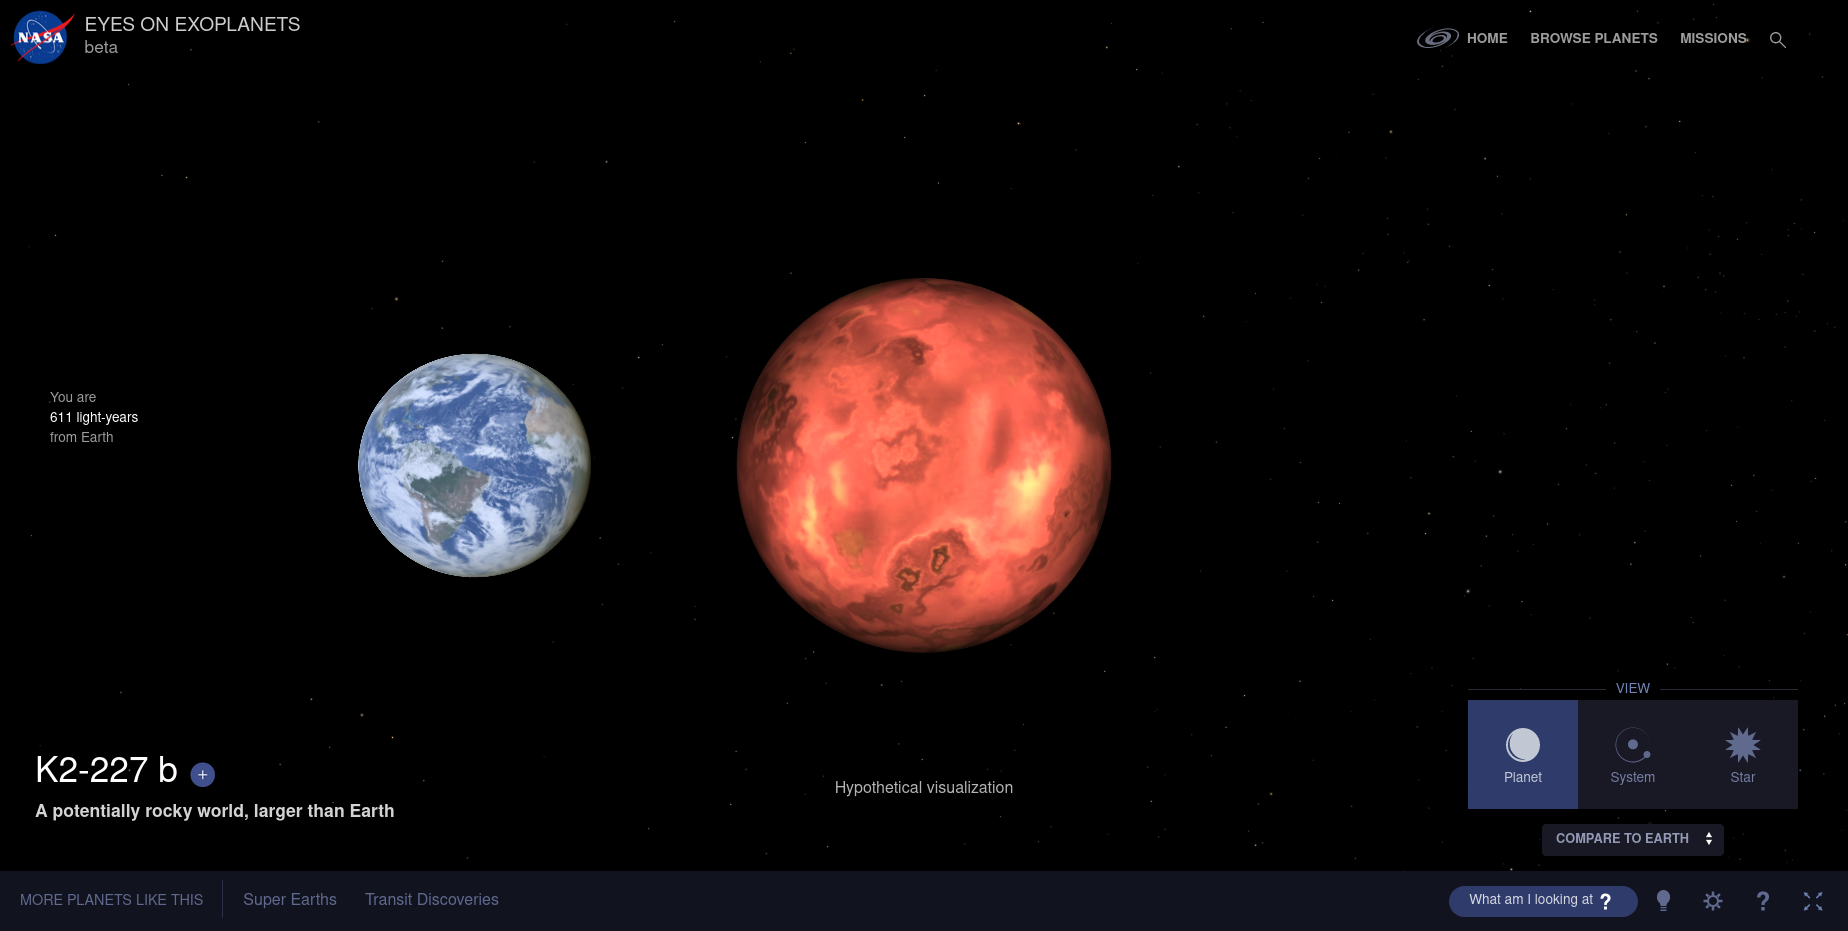 NASA
EYES ON EXOPLANETS
beta
HOME BROWSE PLANETS MISSIONS
You are
611 light-years
from Earth
K2-227 b +
A potentially rocky world, larger than Earth
Hypothetical visualization
VIEW
Planet System Star
COMPARE TO EARTH
MORE PLANETS LIKE THIS Super Earths Transit Discoveries
What am I looking at ? ?